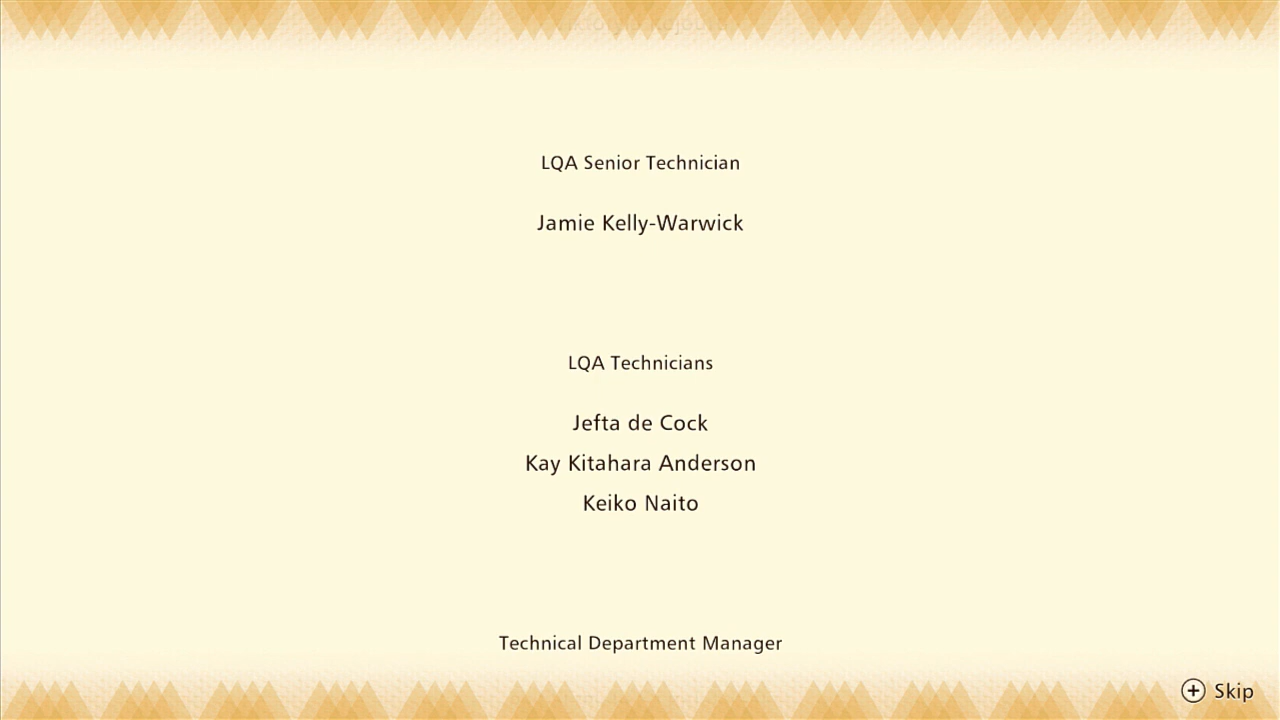 LQA Senior Technician
Jamie Kelly-Warwick
LQA Technicians
Jefta de Cock
Kay Kitahara Anderson
Keiko Naito
Technical Department Manager
Skip